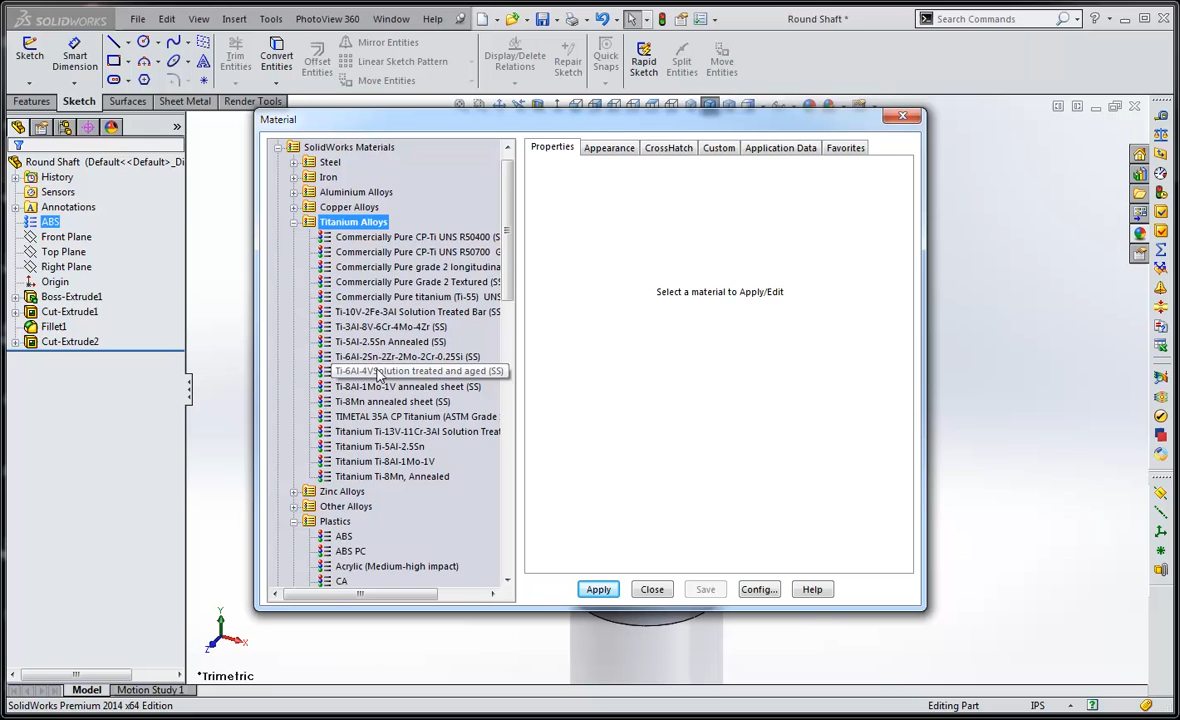 SOLIDWORKS File Edit View Insert Tools PhotoView 360 Window Help Round Shaft * Search Commands
Sketch Smart Dimension Trim Entities Convert Entities Offset Entities Mirror Entities Display/Delete Relations Repair Sketch Quick Snaps Rapid Sketch Split Entities Move Entities
Linear Sketch Pattern
Move Entities
Features Sketch Surfaces Sheet Metal Render Tools
Material
Round Shaft (Default<<Default>_Di
History
Sensors
Annotations
ABS
Front Plane
Top Plane
Right Plane
Origin
Boss-Extrude1
Cut-Extrude1
Fillet1
Cut-Extrude2
SolidWorks Materials
Steel
Iron
Aluminium Alloys
Copper Alloys
Titanium Alloys
Commercially Pure CP-Ti UNS R50400 (S
Commercially Pure CP-Ti UNS R50700 G
Commercially Pure grade 2 longitudina
Commercially Pure Grade 2 Textured (SS
Commercially Pure titanium (Ti-55) UNS
Ti-10V-2Fe-3Al Solution Treated Bar (SS
Ti-3Al-8V-6Cr-4Mo-4Zr (SS)
Ti-5Al-2.5Sn Annealed (SS)
Ti-6Al-2Sn-2Zr-2Mo-2Cr-0.25Si (SS)
Ti-6Al-4V Solution treated and aged (SS)
Ti-8Al-1Mo-1V annealed sheet (SS)
Ti-8Mn annealed sheet (SS)
TIMETAL 35A CP Titanium (ASTM Grade
Titanium Ti-13V-11Cr-3Al Solution Treat
Titanium Ti-5Al-2.5Sn
Titanium Ti-8Al-1Mo-1V
Titanium Ti-8Mn, Annealed
Zinc Alloys
Other Alloys
Plastics
ABS
ABS PC
Acrylic (Medium-high impact)
CA
Properties Appearance CrossHatch Custom Application Data Favorites
Select a material to Apply/Edit
Apply Close Save Config... Help
Y
X
Z
*Trimetric
Model Motion Study 1
SolidWorks Premium 2014 x64 Edition Editing Part IPS